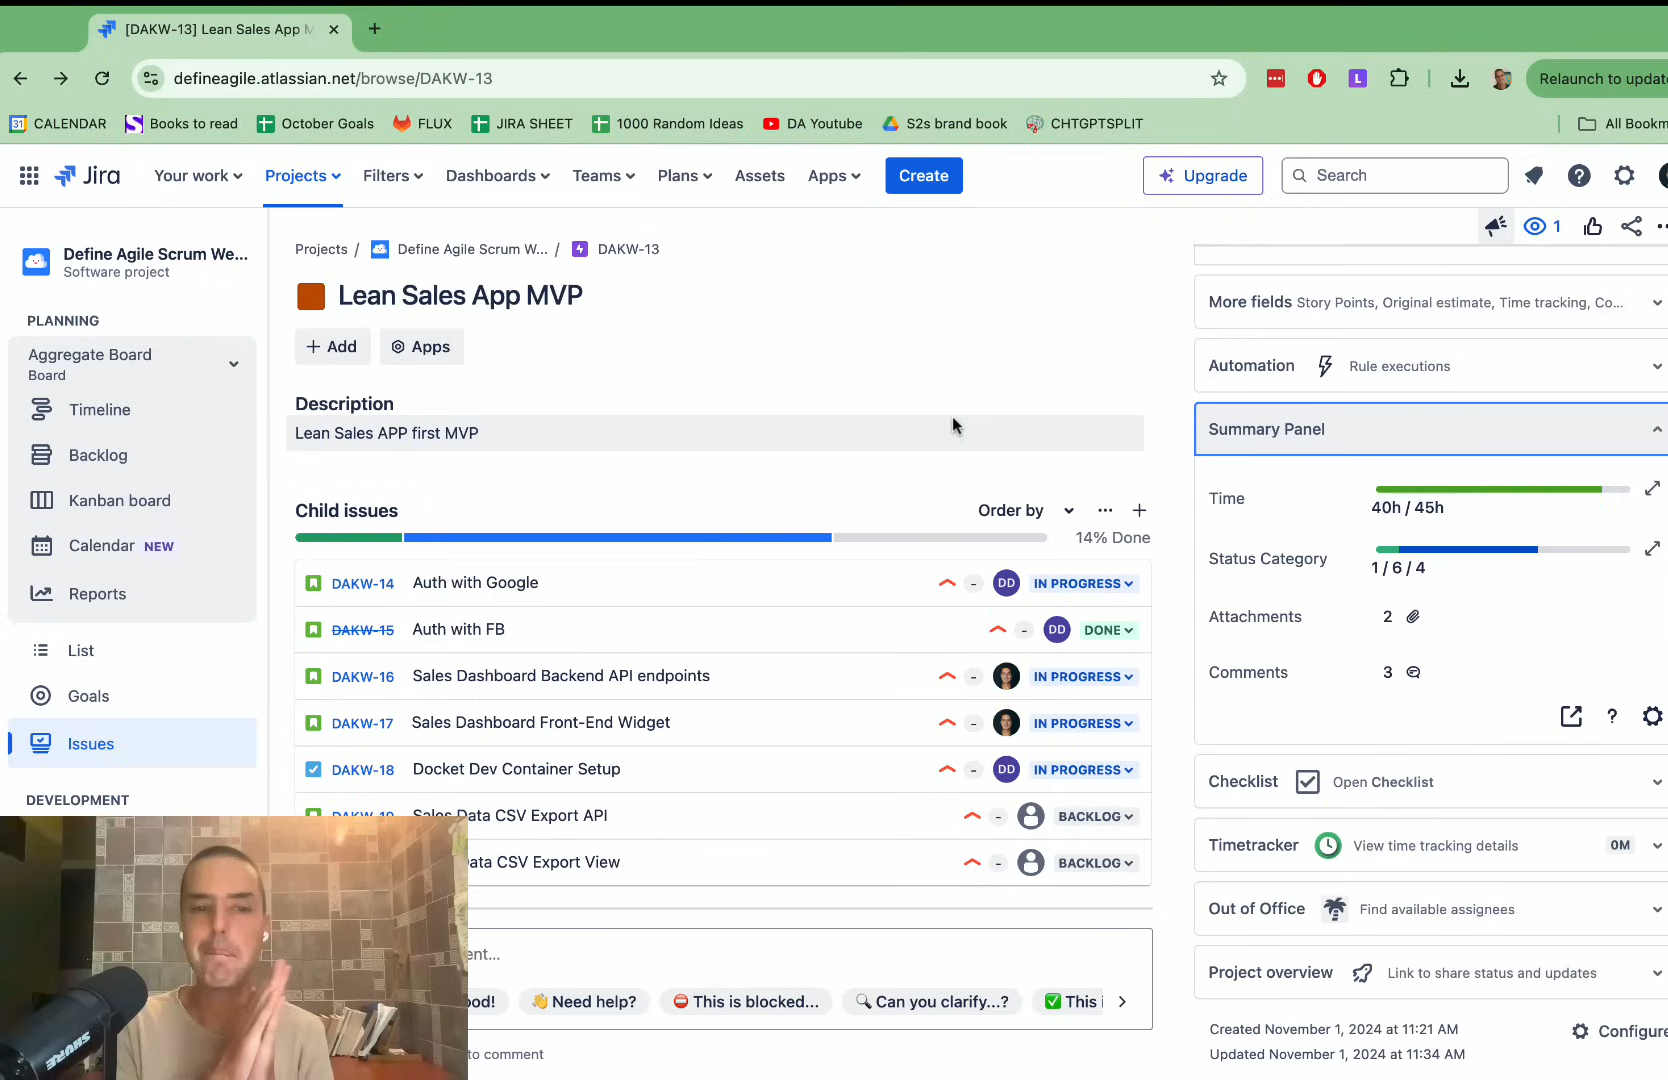 [DAKW-13] Lean Sales App M
defineagile.atlassian.net/browse/DAKW-13
Relaunch to update
31 CALENDAR
Books to read
October Goals
FLUX
JIRA SHEET
1000 Random Ideas
DA Youtube
S2s brand book
CHTGPTSPLIT
All Bookm
Jira
Your work
Projects
Filters
Dashboards
Teams
Plans
Assets
Apps
Create
Upgrade
Search
Define Agile Scrum We...
Software project
PLANNING
Aggregate Board
Board
Timeline
Backlog
Kanban board
Calendar NEW
Reports
List
Goals
Issues
DEVELOPMENT
Projects / Define Agile Scrum W... / DAKW-13
1
Lean Sales App MVP
+ Add
Apps
Description
Lean Sales APP first MVP
Child issues
Order by
14% Done
DAKW-14 Auth with Google - DD IN PROGRESS
DAKW-15 Auth with FB - DD DONE
DAKW-16 Sales Dashboard Backend API endpoints - IN PROGRESS
DAKW-17 Sales Dashboard Front-End Widget - IN PROGRESS
DAKW-18 Docket Dev Container Setup - DD IN PROGRESS
DAKW-19 Sales Data CSV Export API - BACKLOG
ata CSV Export View - BACKLOG
ent...
ood!
👋 Need help?
⛔ This is blocked...
🔍 Can you clarify...?
✅ This i
to comment
More fields Story Points, Original estimate, Time tracking, Co...
Automation Rule executions
Summary Panel
Time
40h / 45h
Status Category
1 / 6 / 4
Attachments 2
Comments 3
?
Checklist Open Checklist
Timetracker View time tracking details 0M
Out of Office Find available assignees
Project overview Link to share status and updates
Created November 1, 2024 at 11:21 AM
Updated November 1, 2024 at 11:34 AM
Configure
SHURE